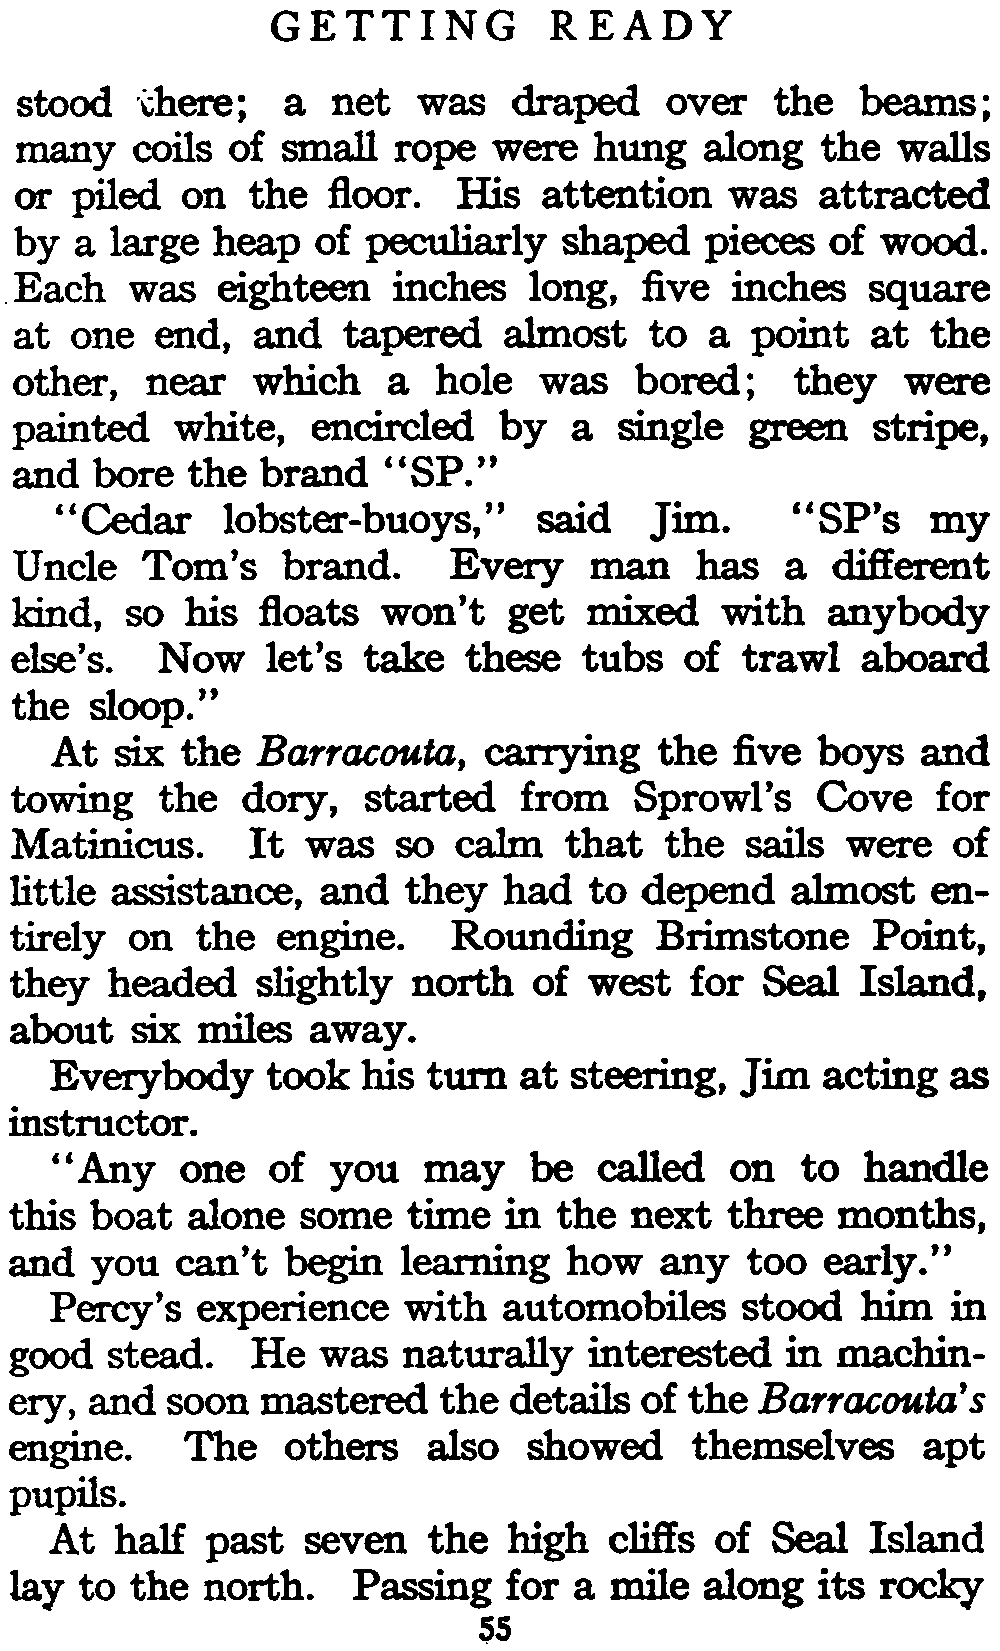 GETTING READY
stood there; a net was draped over the beams;
many coils of small rope were hung along the walls
or piled on the floor. His attention was attracted
by a large heap of peculiarly shaped pieces of wood.
Each was eighteen inches long, five inches square
at one end, and tapered almost to a point at the
other, near which a hole was bored; they were
painted white, encircled by a single green stripe,
and bore the brand “SP.”
“Cedar lobster-buoys,” said Jim. “SP's my
Uncle Tom's brand. Every man has a different
kind, so his floats won't get mixed with anybody
else's. Now let's take these tubs of trawl aboard
the sloop.”
At six the Barracouta, carrying the five boys and
towing the dory, started from Sprowl's Cove for
Matinicus. It was so calm that the sails were of
little assistance, and they had to depend almost en-
tirely on the engine. Rounding Brimstone Point,
they headed slightly north of west for Seal Island,
about six miles away.
Everybody took his turn at steering, Jim acting as
instructor.
“Any one of you may be called on to handle
this boat alone some time in the next three months,
and you can't begin learning how any too early.”
Percy's experience with automobiles stood him in
good stead. He was naturally interested in machin-
ery, and soon mastered the details of the Barracouta's
engine. The others also showed themselves apt
pupils.
At half past seven the high cliffs of Seal Island
lay to the north. Passing for a mile along its rocky
55